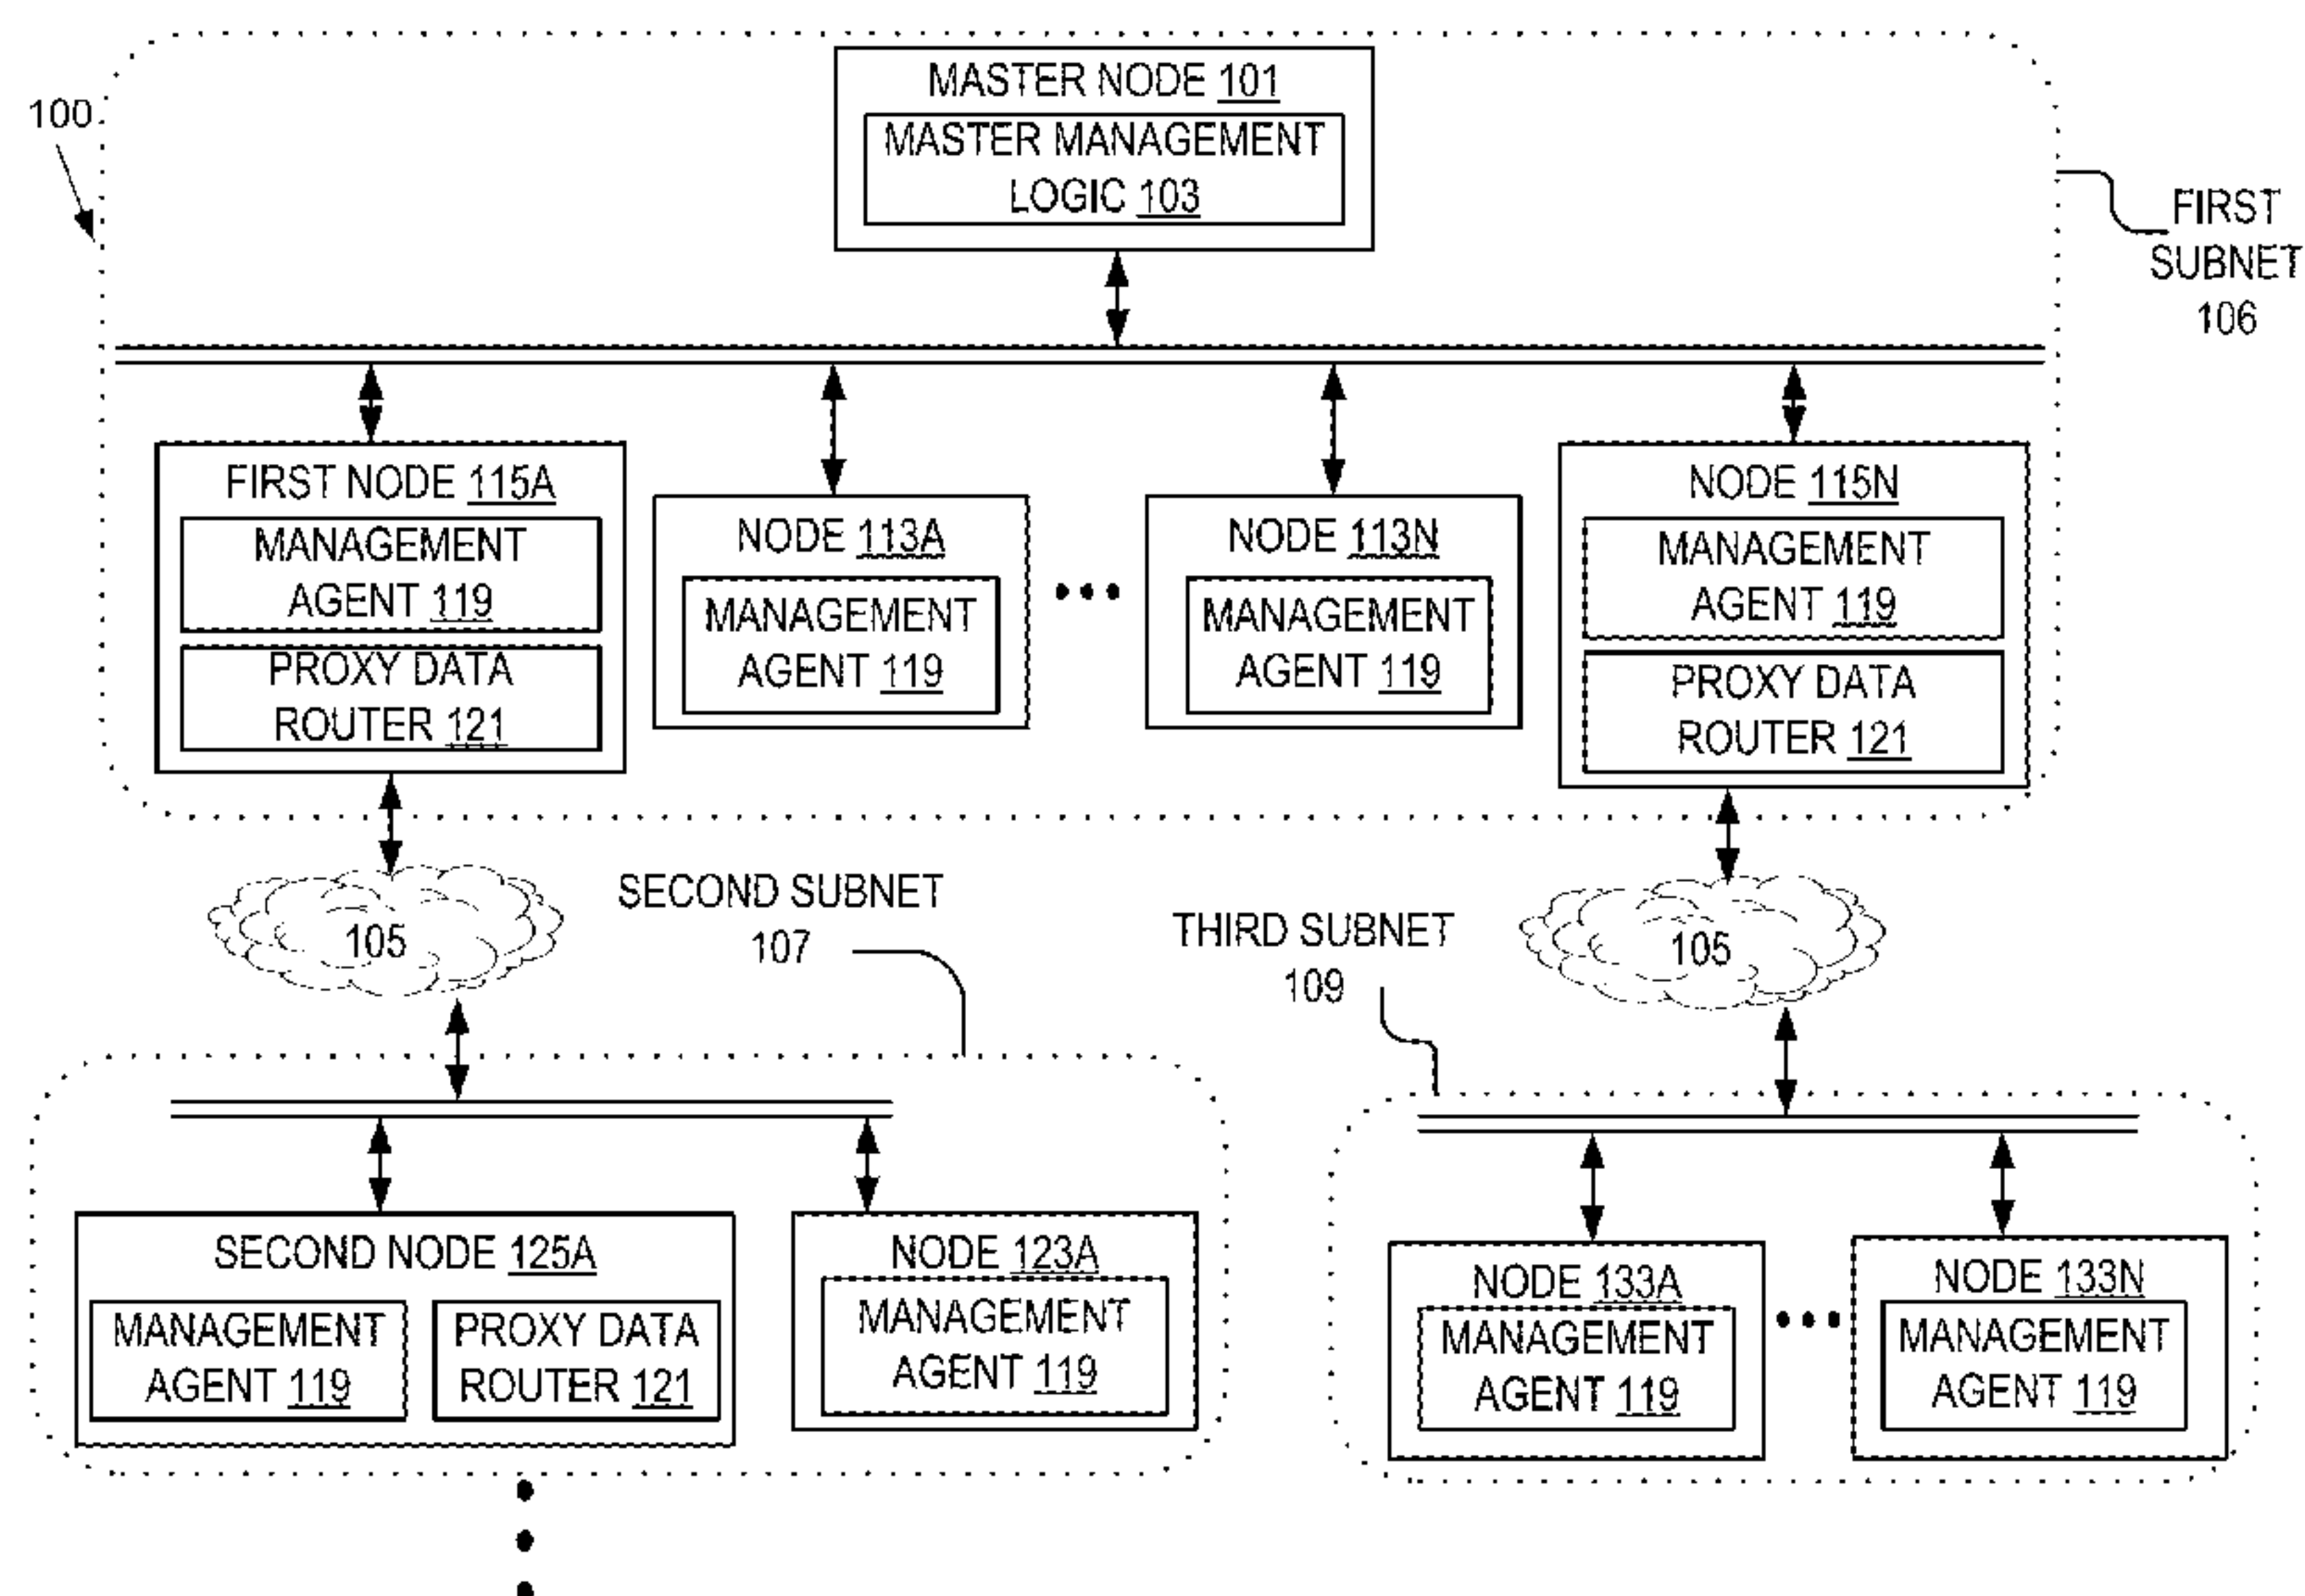 100
MASTER NODE 101
MASTER MANAGEMENT
LOGIC 103
FIRST
SUBNET
106
FIRST NODE 115A
MANAGEMENT
AGENT 119
PROXY DATA
ROUTER 121
NODE 113A
MANAGEMENT
AGENT 119
NODE 113N
MANAGEMENT
AGENT 119
NODE 115N
MANAGEMENT
AGENT 119
PROXY DATA
ROUTER 121
105
SECOND SUBNET
107
THIRD SUBNET
109
105
SECOND NODE 125A
MANAGEMENT
AGENT 119
PROXY DATA
ROUTER 121
NODE 123A
MANAGEMENT
AGENT 119
NODE 133A
MANAGEMENT
AGENT 119
NODE 133N
MANAGEMENT
AGENT 119